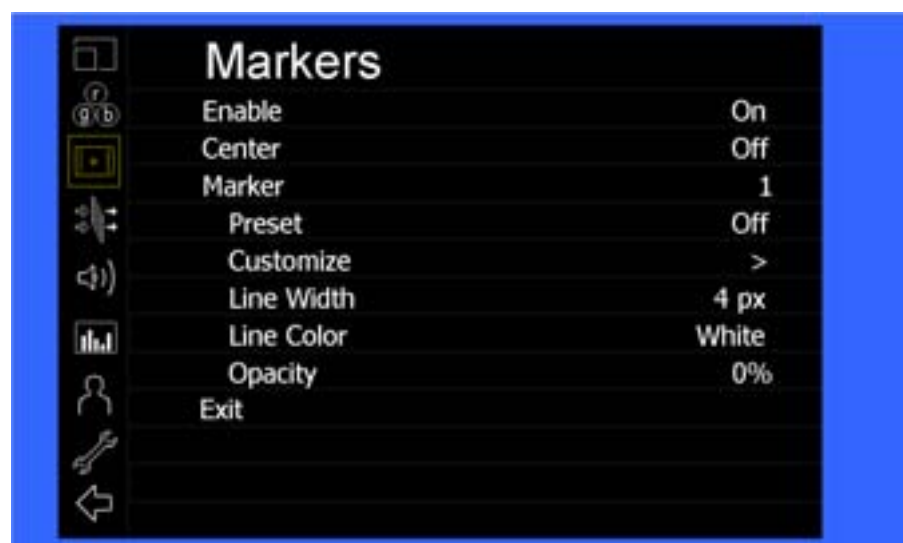 Markers
r
g b
Enable On
Center Off
Marker 1
Preset Off
Customize >
Line Width 4 px
Line Color White
Opacity 0%
Exit